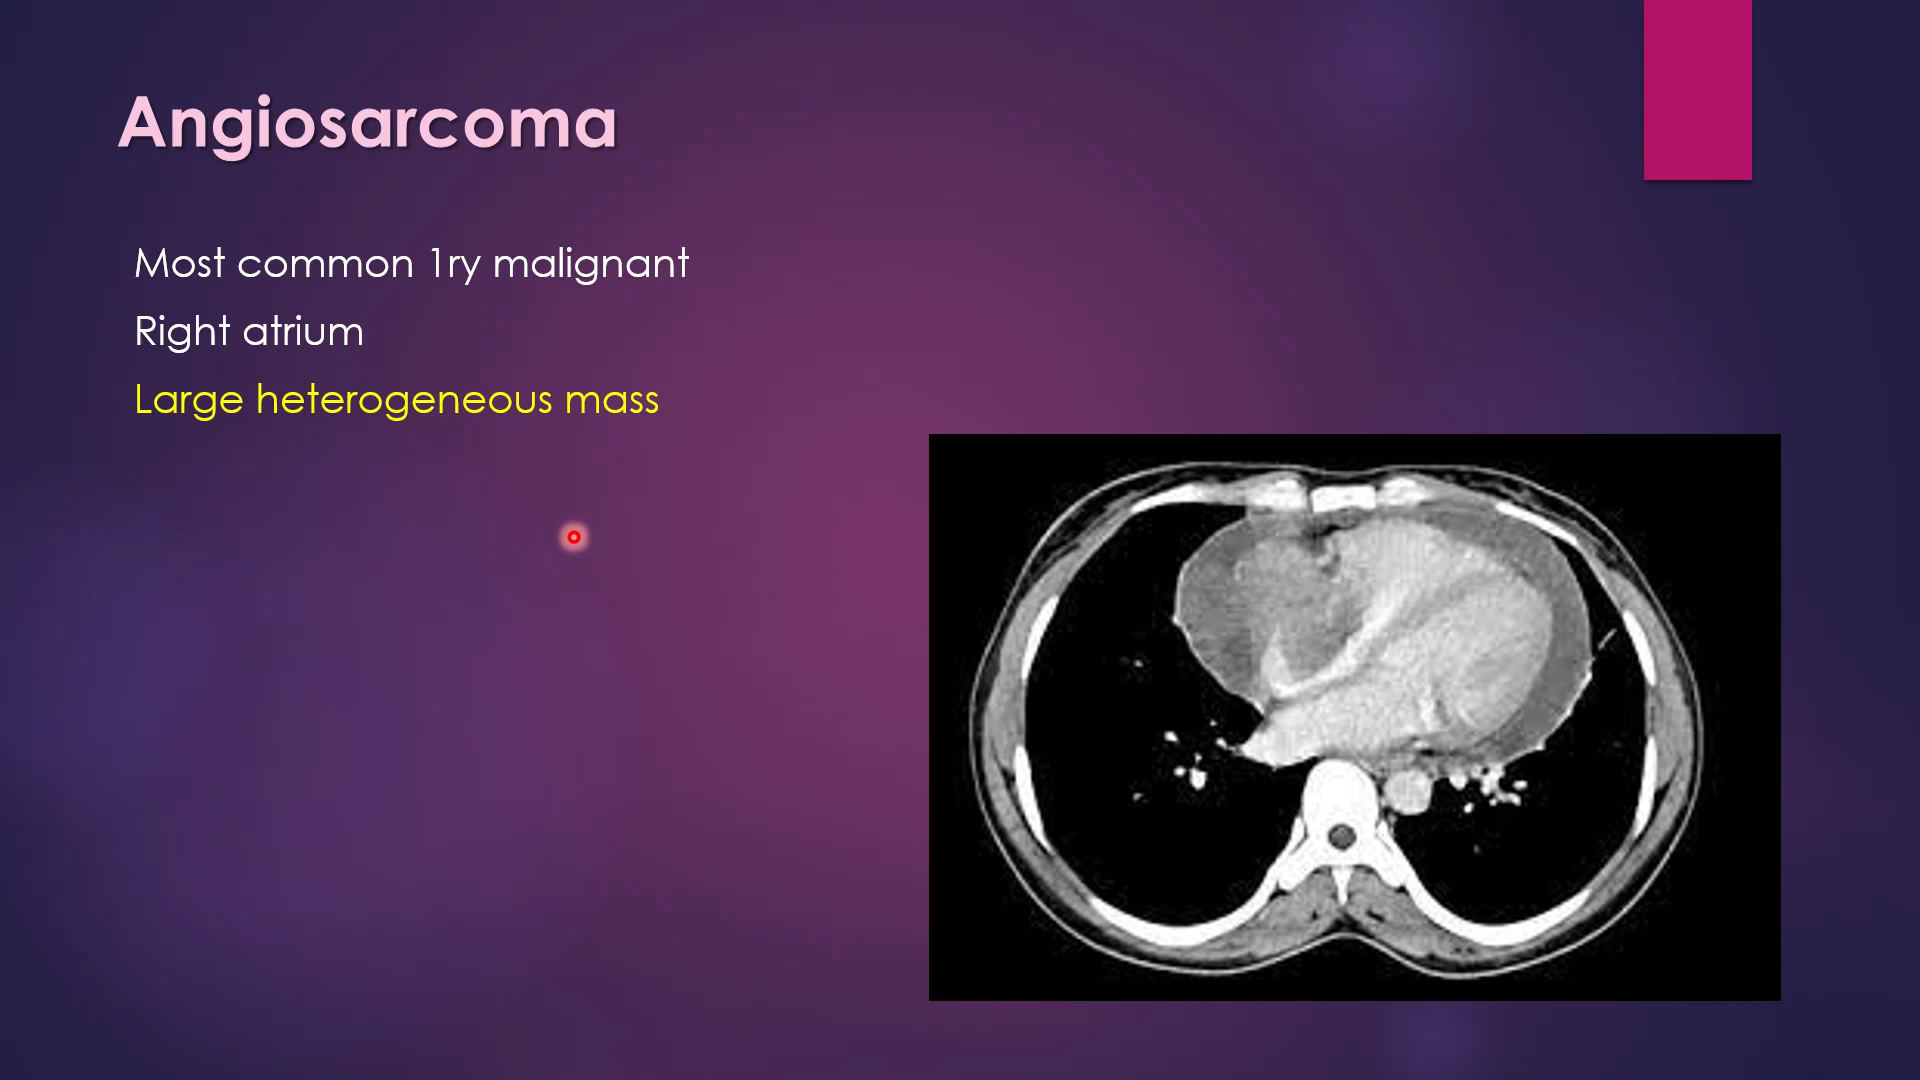 Angiosarcoma
Most common 1ry malignant
Right atrium
Large heterogeneous mass